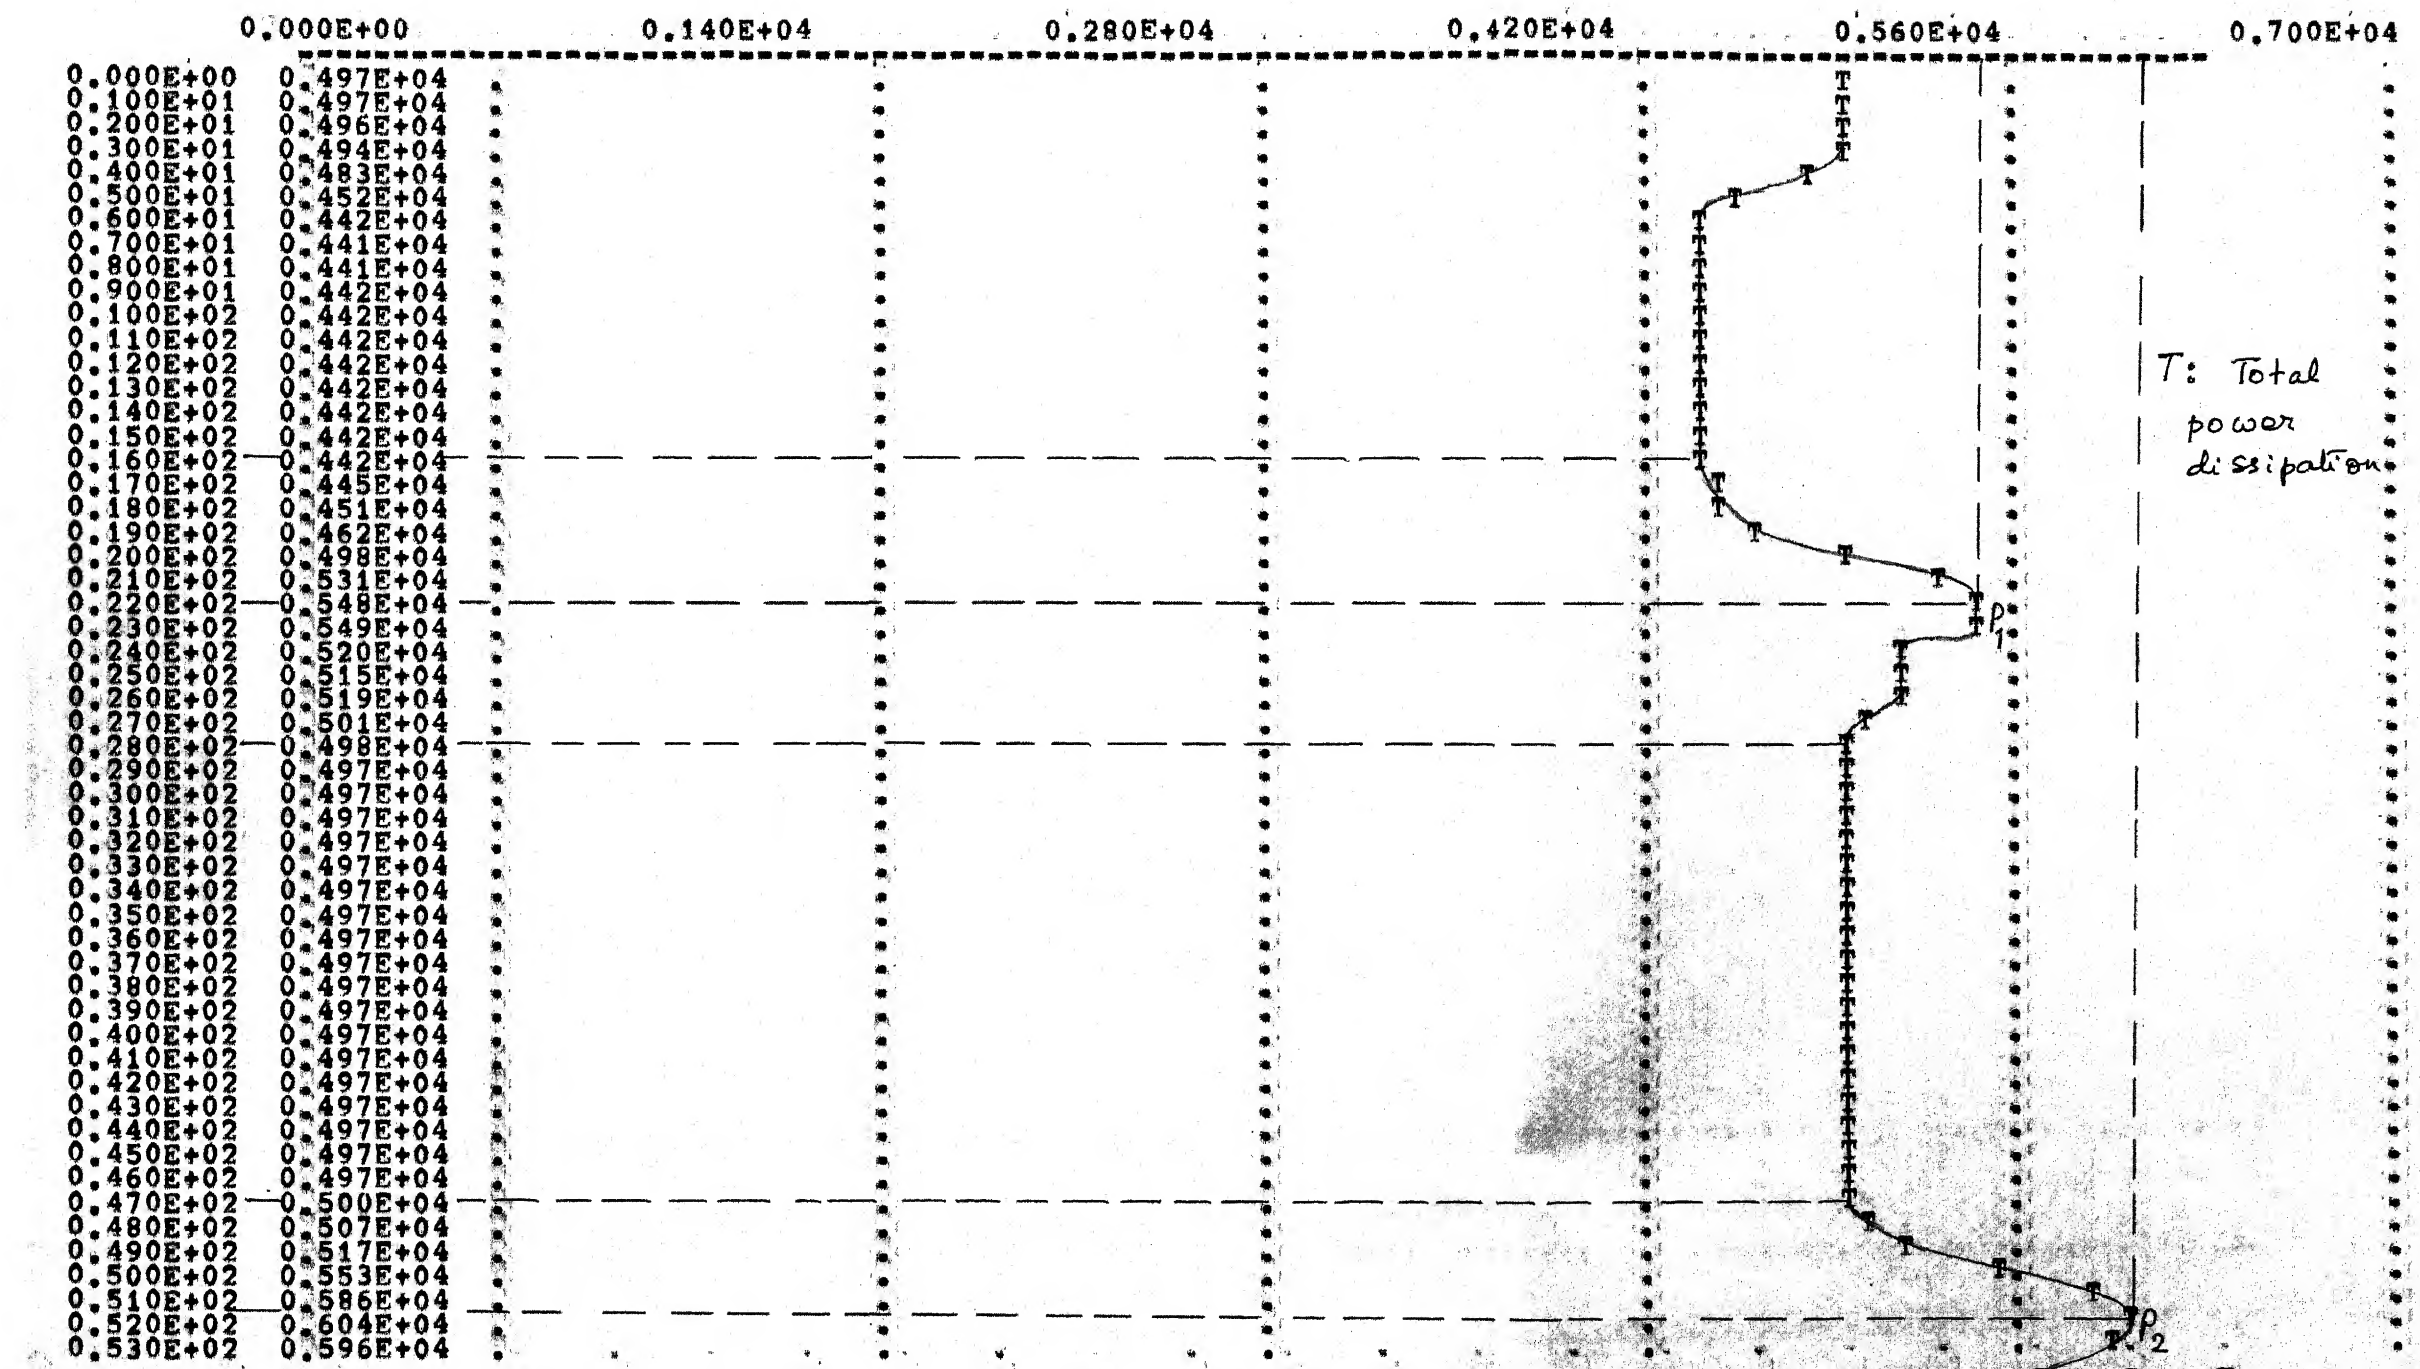 0.000E+00 0.140E+04 0.280E+04 0.420E+04 0.560E+04 0.700E+04
0.000E+00 0.497E+04 T
0.100E+01 0.497E+04 T
0.200E+01 0.496E+04 T
0.300E+01 0.494E+04 T
0.400E+01 0.483E+04 T
0.500E+01 0.452E+04 T
0.600E+01 0.442E+04 T
0.700E+01 0.441E+04 T
0.800E+01 0.441E+04 T
0.900E+01 0.442E+04 T
0.100E+02 0.442E+04 T
0.110E+02 0.442E+04 T
0.120E+02 0.442E+04 T
0.130E+02 0.442E+04 T
0.140E+02 0.442E+04 T
0.150E+02 0.442E+04 T
0.160E+02 0.442E+04 T
0.170E+02 0.445E+04 T
0.180E+02 0.451E+04 T
0.190E+02 0.462E+04 T
0.200E+02 0.498E+04 T
0.210E+02 0.531E+04 T
0.220E+02 0.548E+04 T
0.230E+02 0.549E+04 T P1
0.240E+02 0.520E+04 T
0.250E+02 0.515E+04 T
0.260E+02 0.519E+04 T
0.270E+02 0.501E+04 T
0.280E+02 0.498E+04 T
0.290E+02 0.497E+04 T
0.300E+02 0.497E+04 T
0.310E+02 0.497E+04 T
0.320E+02 0.497E+04 T
0.330E+02 0.497E+04 T
0.340E+02 0.497E+04 T
0.350E+02 0.497E+04 T
0.360E+02 0.497E+04 T
0.370E+02 0.497E+04 T
0.380E+02 0.497E+04 T
0.390E+02 0.497E+04 T
0.400E+02 0.497E+04 T
0.410E+02 0.497E+04 T
0.420E+02 0.497E+04 T
0.430E+02 0.497E+04 T
0.440E+02 0.497E+04 T
0.450E+02 0.497E+04 T
0.460E+02 0.497E+04 T
0.470E+02 0.500E+04 T
0.480E+02 0.507E+04 T
0.490E+02 0.517E+04 T
0.500E+02 0.553E+04 T
0.510E+02 0.586E+04 T
0.520E+02 0.604E+04 T P2
0.530E+02 0.596E+04 T
T: Total
power
dissipation